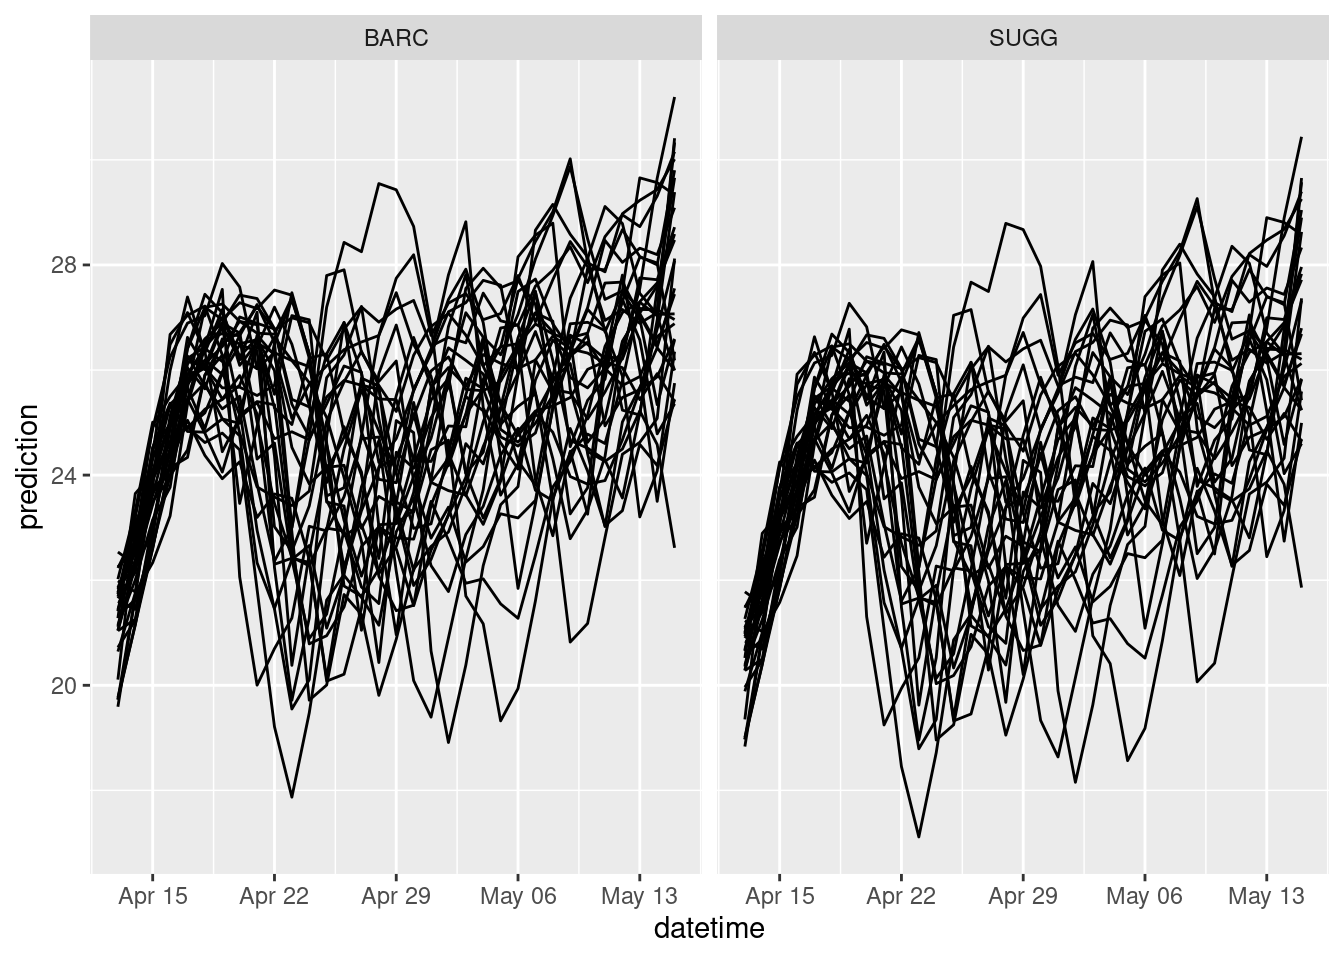 BARC
SUGG
prediction
28
24
20
Apr 15
Apr 22
Apr 29
May 06
May 13
Apr 15
Apr 22
Apr 29
May 06
May 13
datetime